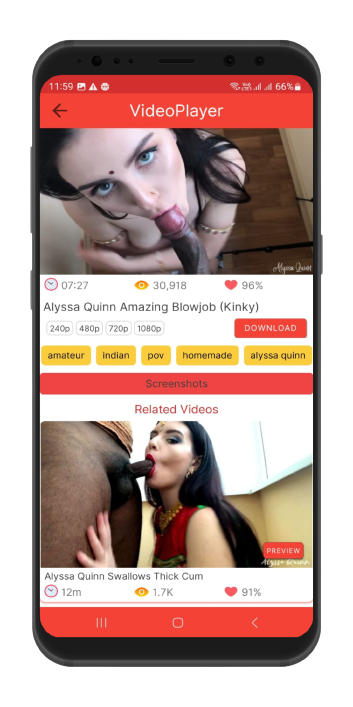 11:59 66%
VideoPlayer
Alyssa Quinn
07:27 30,918 96%
Alyssa Quinn Amazing Blowjob (Kinky)
240p 480p 720p 1080p DOWNLOAD
amateur indian pov homemade alyssa quinn
Screenshots
Related Videos
PREVIEW
Alyssa Quinn
Alyssa Quinn Swallows Thick Cum
12m 1.7K 91%